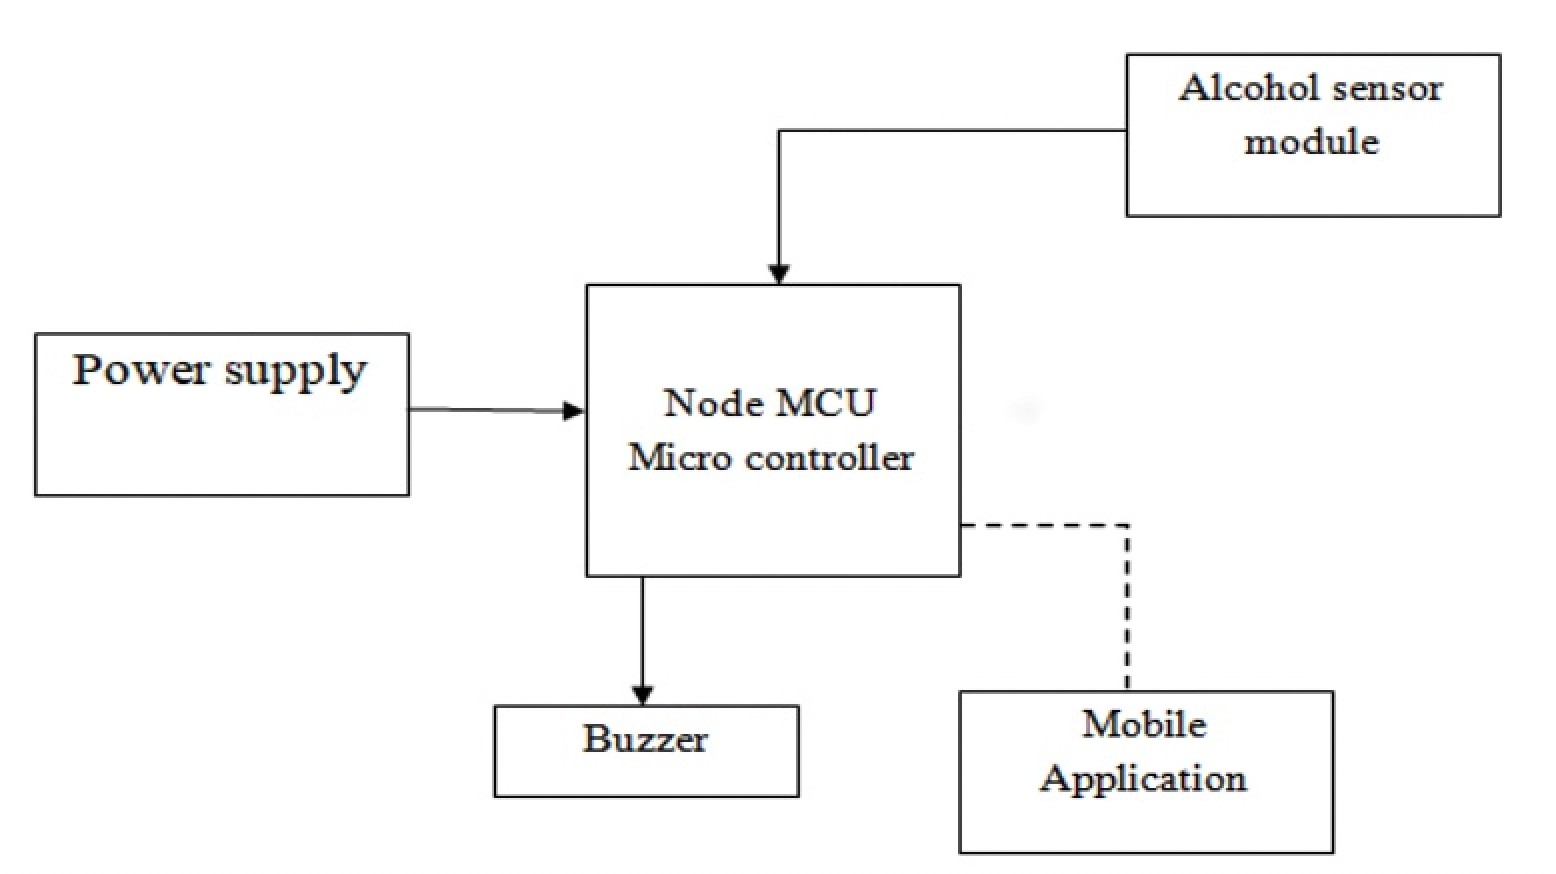 Alcohol sensor
module
Power supply
Node MCU
Micro controller
Buzzer
Mobile
Application